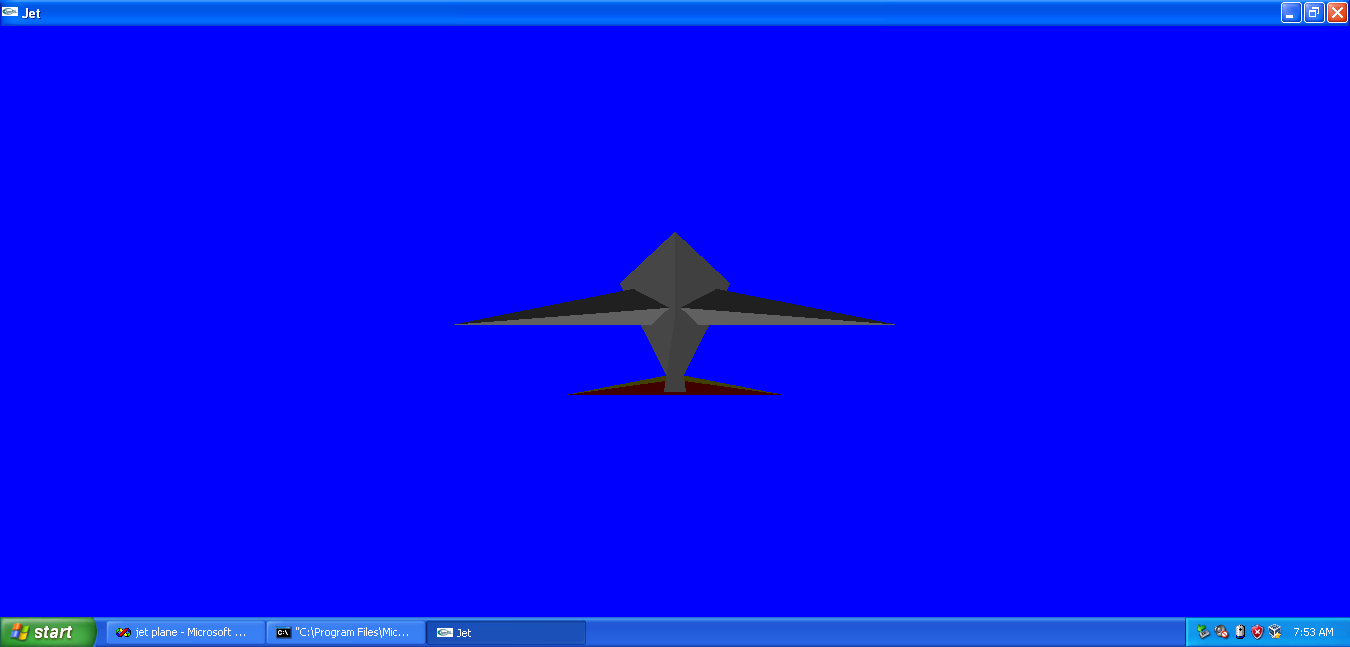 Jet
start
jet plane - Microsoft ...
"C:\Program Files\Mic...
Jet
7:53 AM